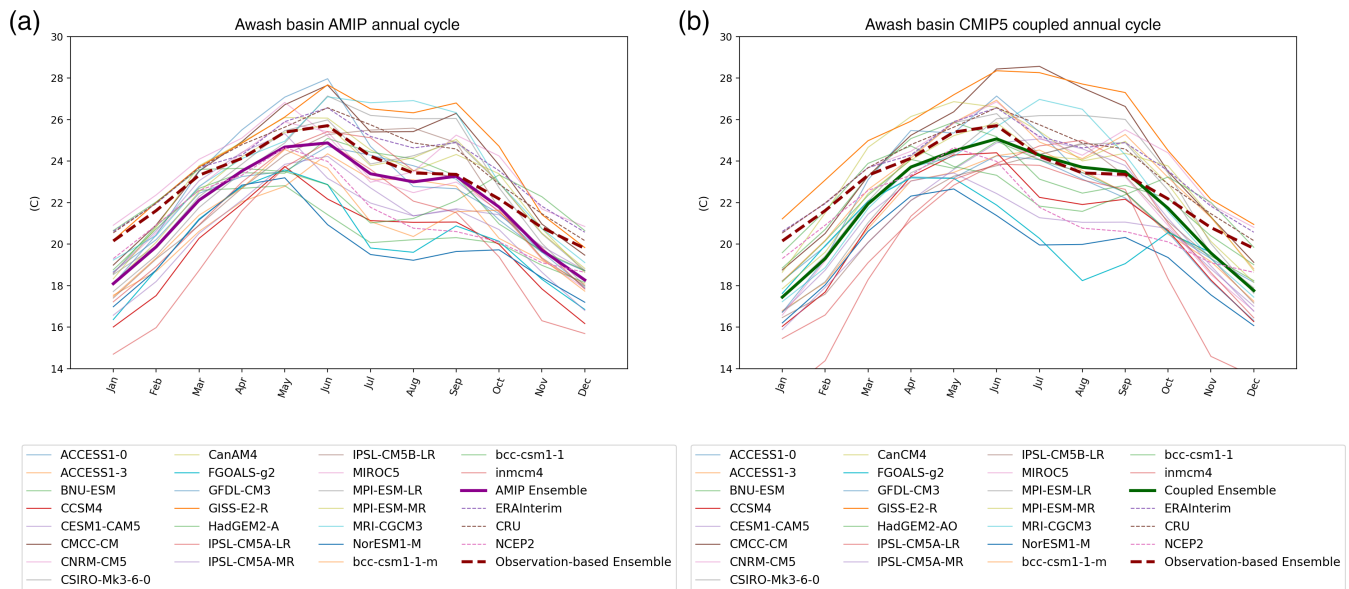 (a)
Awash basin AMIP annual cycle
30
28
26
24
22
20
18
16
14
(C)
Jan
Feb
Mar
Apr
May
Jun
Jul
Aug
Sep
Oct
Nov
Dec
ACCESS1-0
ACCESS1-3
BNU-ESM
CCSM4
CESM1-CAM5
CMCC-CM
CNRM-CM5
CSIRO-Mk3-6-0
CanAM4
FGOALS-g2
GFDL-CM3
GISS-E2-R
HadGEM2-A
IPSL-CM5A-LR
IPSL-CM5A-MR
IPSL-CM5B-LR
MIROC5
MPI-ESM-LR
MPI-ESM-MR
MRI-CGCM3
NorESM1-M
bcc-csm1-1-m
bcc-csm1-1
inmcm4
AMIP Ensemble
ERAInterim
CRU
NCEP2
Observation-based Ensemble
(b)
Awash basin CMIP5 coupled annual cycle
30
28
26
24
22
20
18
16
14
(C)
Jan
Feb
Mar
Apr
May
Jun
Jul
Aug
Sep
Oct
Nov
Dec
ACCESS1-0
ACCESS1-3
BNU-ESM
CCSM4
CESM1-CAM5
CMCC-CM
CNRM-CM5
CSIRO-Mk3-6-0
CanCM4
FGOALS-g2
GFDL-CM3
GISS-E2-R
HadGEM2-AO
IPSL-CM5A-LR
IPSL-CM5A-MR
IPSL-CM5B-LR
MIROC5
MPI-ESM-LR
MPI-ESM-MR
MRI-CGCM3
NorESM1-M
bcc-csm1-1-m
bcc-csm1-1
inmcm4
Coupled Ensemble
ERAInterim
CRU
NCEP2
Observation-based Ensemble